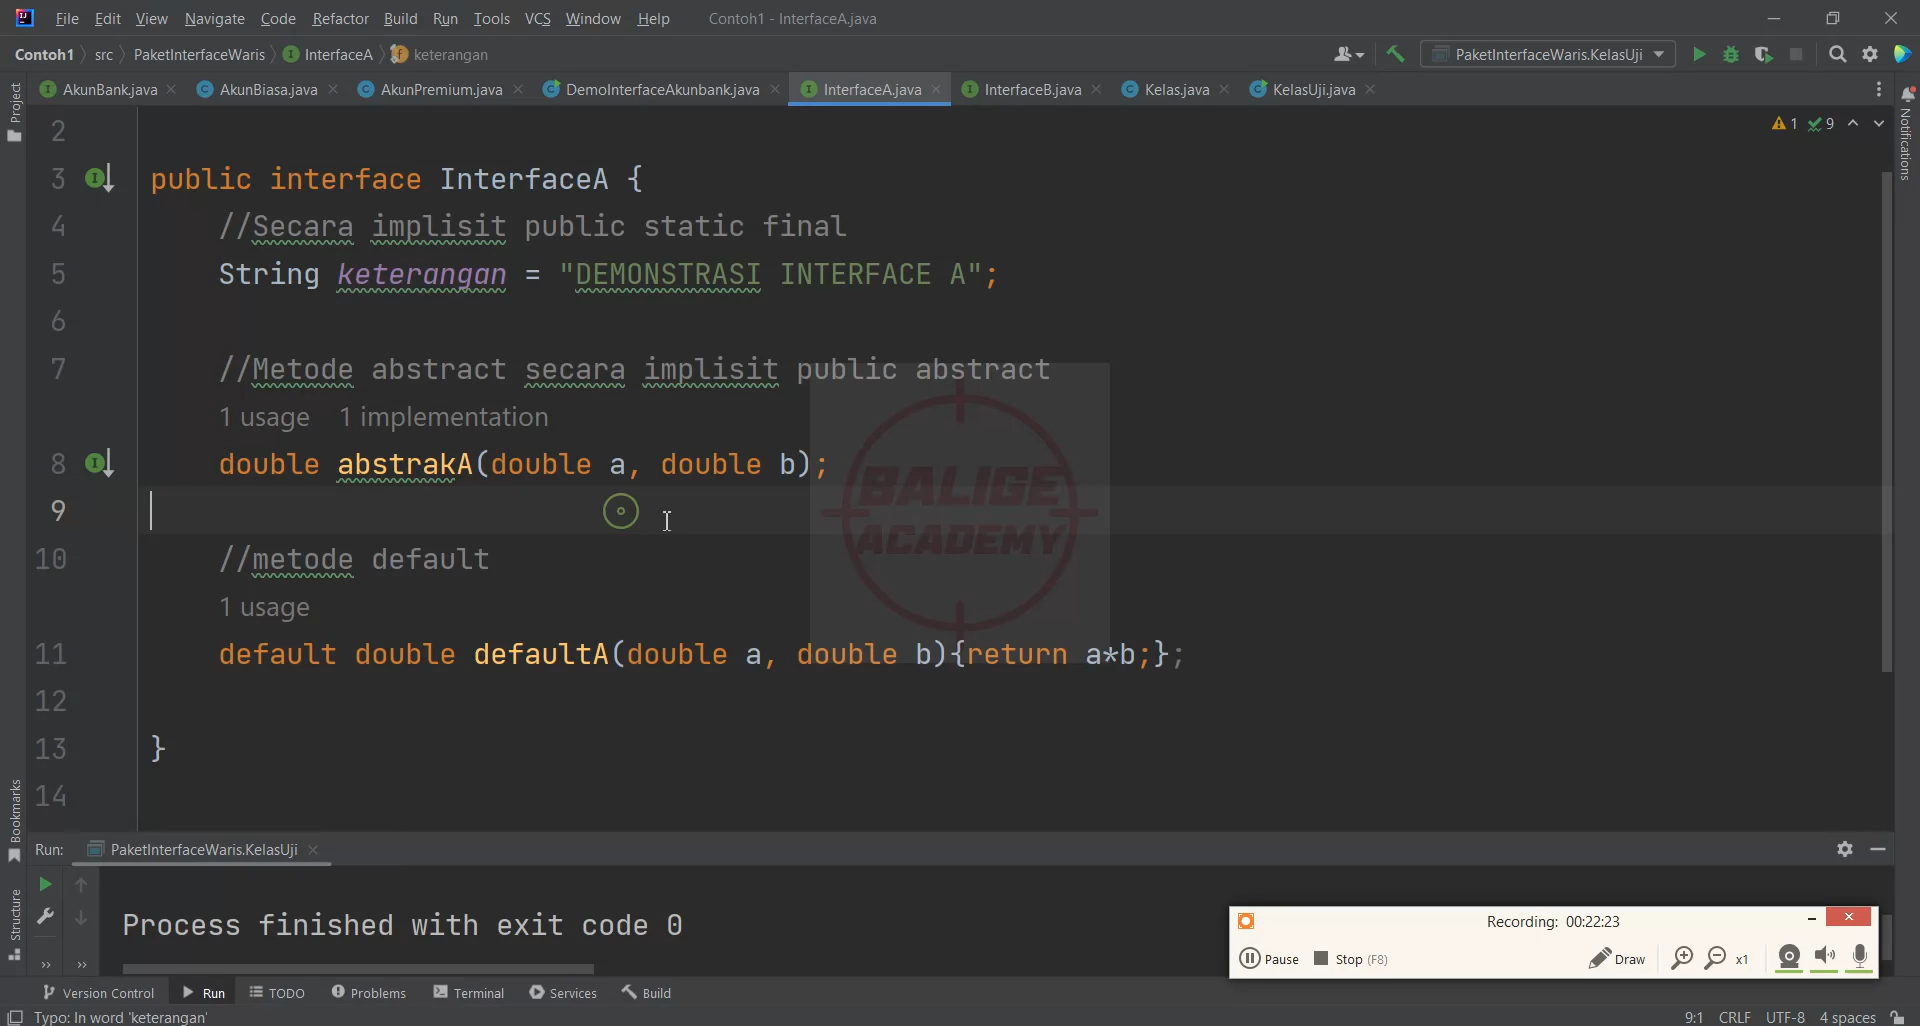 File Edit View Navigate Code Refactor Build Run Tools VCS Window Help Contoh1 - InterfaceA.java
Contoh1 src PaketInterfaceWaris InterfaceA keterangan PaketInterfaceWaris.KelasUji
Project
AkunBank.java AkunBiasa.java AkunPremium.java DemoInterfaceAkunbank.java InterfaceA.java InterfaceB.java Kelas.java KelasUji.java
Notifications
1 9
2
3 public interface InterfaceA {
4 //Secara implisit public static final
5 String keterangan = "DEMONSTRASI INTERFACE A";
6
7 //Metode abstract secara implisit public abstract
1 usage 1 implementation
8 double abstrakA(double a, double b);
9
BALIGE
ACADEMY
10 //metode default
1 usage
11 default double defaultA(double a, double b){return a*b;};
12
13 }
14
Bookmarks
Structure
Run: PaketInterfaceWaris.KelasUji
Process finished with exit code 0
Recording: 00:22:23
Pause Stop (F8) Draw x1
Version Control Run TODO Problems Terminal Services Build
Typo: In word 'keterangan' 9:1 CRLF UTF-8 4 spaces